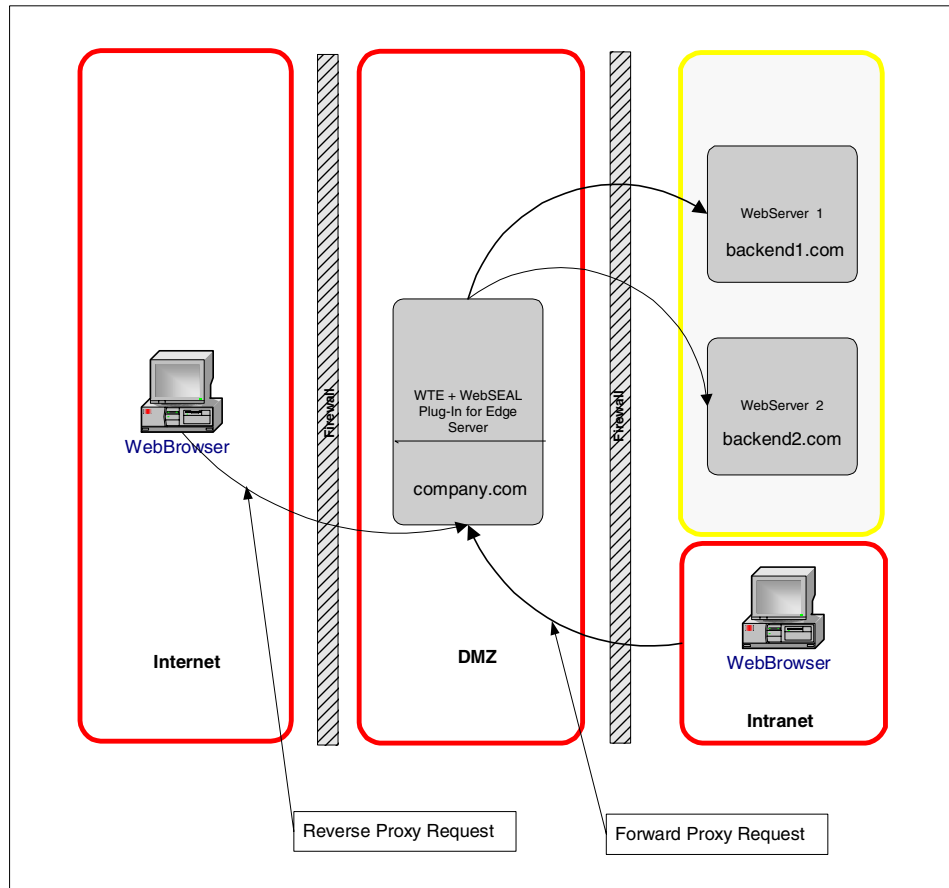 WebServer 1
backend1.com
WTE + WebSEAL
Plug-In for Edge
Server
company.com
WebServer 2
backend2.com
Firewall
Firewall
WebBrowser
WebBrowser
Internet
DMZ
Intranet
Reverse Proxy Request
Forward Proxy Request